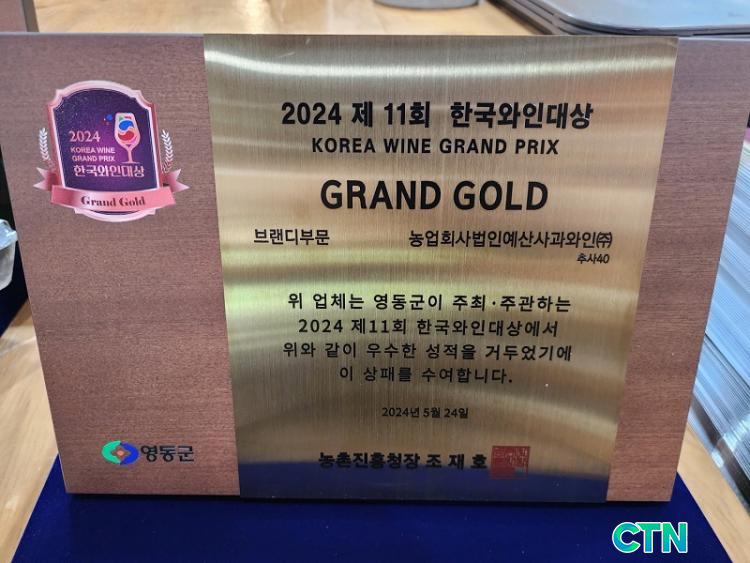 2024
KOREA WINE
GRAND PRIX
한국와인대상
Grand Gold
2024 제 11회 한국와인대상
KOREA WINE GRAND PRIX
GRAND GOLD
브랜디부문 농업회사법인예산사과와인㈜
추사40
위 업체는 영동군이 주최·주관하는
2024 제11회 한국와인대상에서
위와 같이 우수한 성적을 거두었기에
이 상패를 수여합니다.
2024년 5월 24일
농촌진흥청장 조 재 호
영동군
CTN